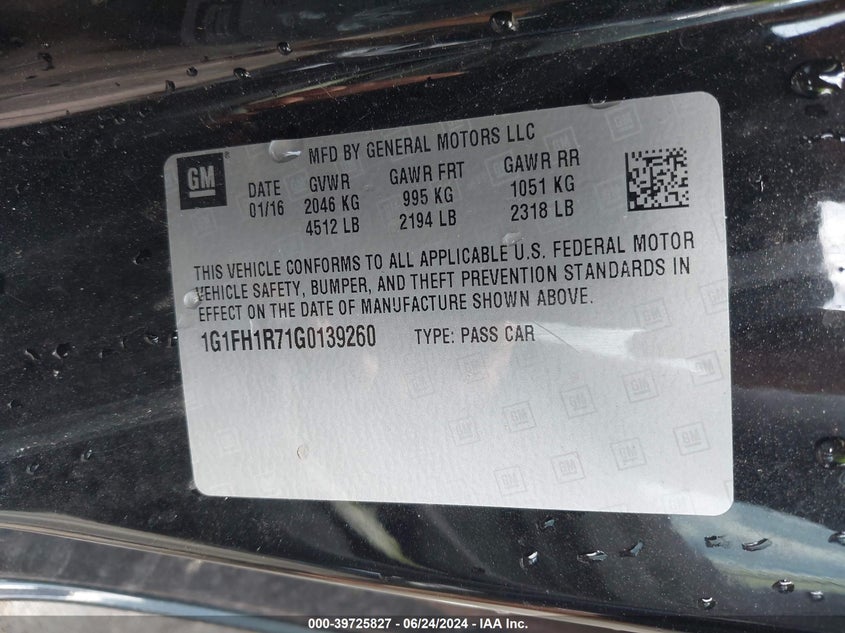 GM
MFD BY GENERAL MOTORS LLC
DATE GVWR GAWR FRT GAWR RR
01/16 2046 KG 995 KG 1051 KG
4512 LB 2194 LB 2318 LB
THIS VEHICLE CONFORMS TO ALL APPLICABLE U.S. FEDERAL MOTOR
VEHICLE SAFETY, BUMPER, AND THEFT PREVENTION STANDARDS IN
EFFECT ON THE DATE OF MANUFACTURE SHOWN ABOVE.
1G1FH1R71G0139260 TYPE: PASS CAR
000-39725827 - 06/24/2024 - IAAI.com